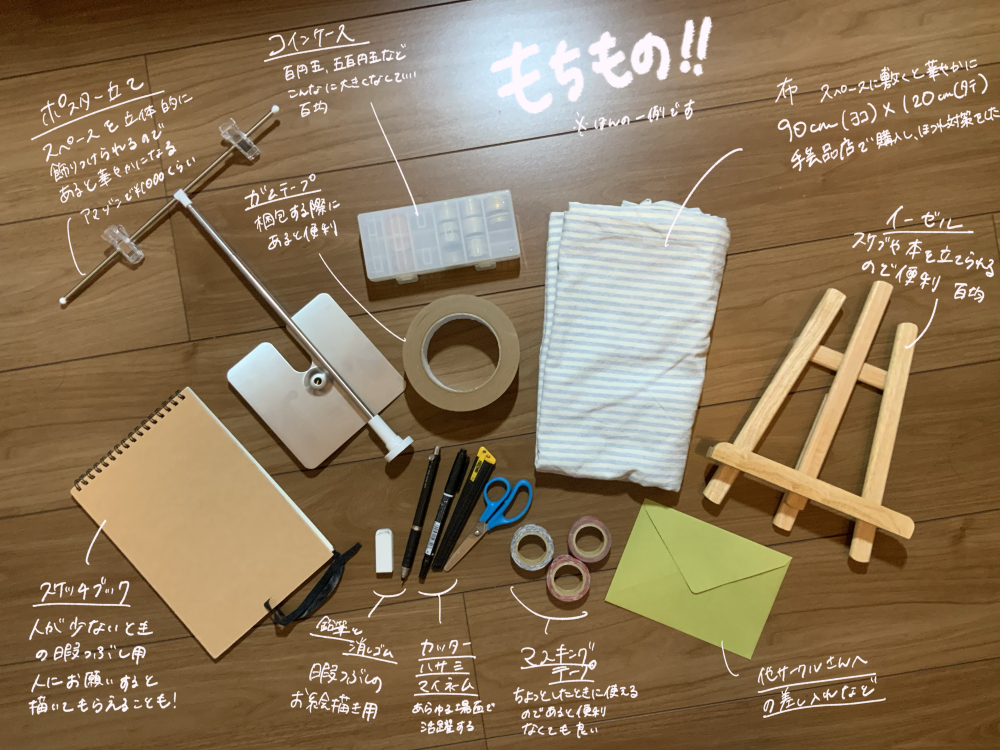 もちもの!!
※ほんの一例です
ポスター立て
スペースを立体的に
飾りつけられるので
あると華やかになる
アマゾンで¥1000くらい
コインケース
百円玉、五百円玉など
こんなに大きくなくていい
百均
ガムテープ
梱包する際に
あると便利
布 スペースに敷くと華やかに
90cm(ヨコ)×120cm(タテ)
手芸品店で購入し、ほつれ対策をした
イーゼル
スケブや本を立てられる
ので便利 百均
スケッチブック
人が少ないとき
の暇つぶし用
人にお願いすると
描いてもらえることも!
鉛筆と
消しゴム
暇つぶしの
お絵描き用
カッター
ハサミ
マイネーム
あらゆる場面で
活躍する
マスキング
テープ
ちょっとしたときに使える
のであると便利
なくても良い
他サークルさんへ
の差し入れなど